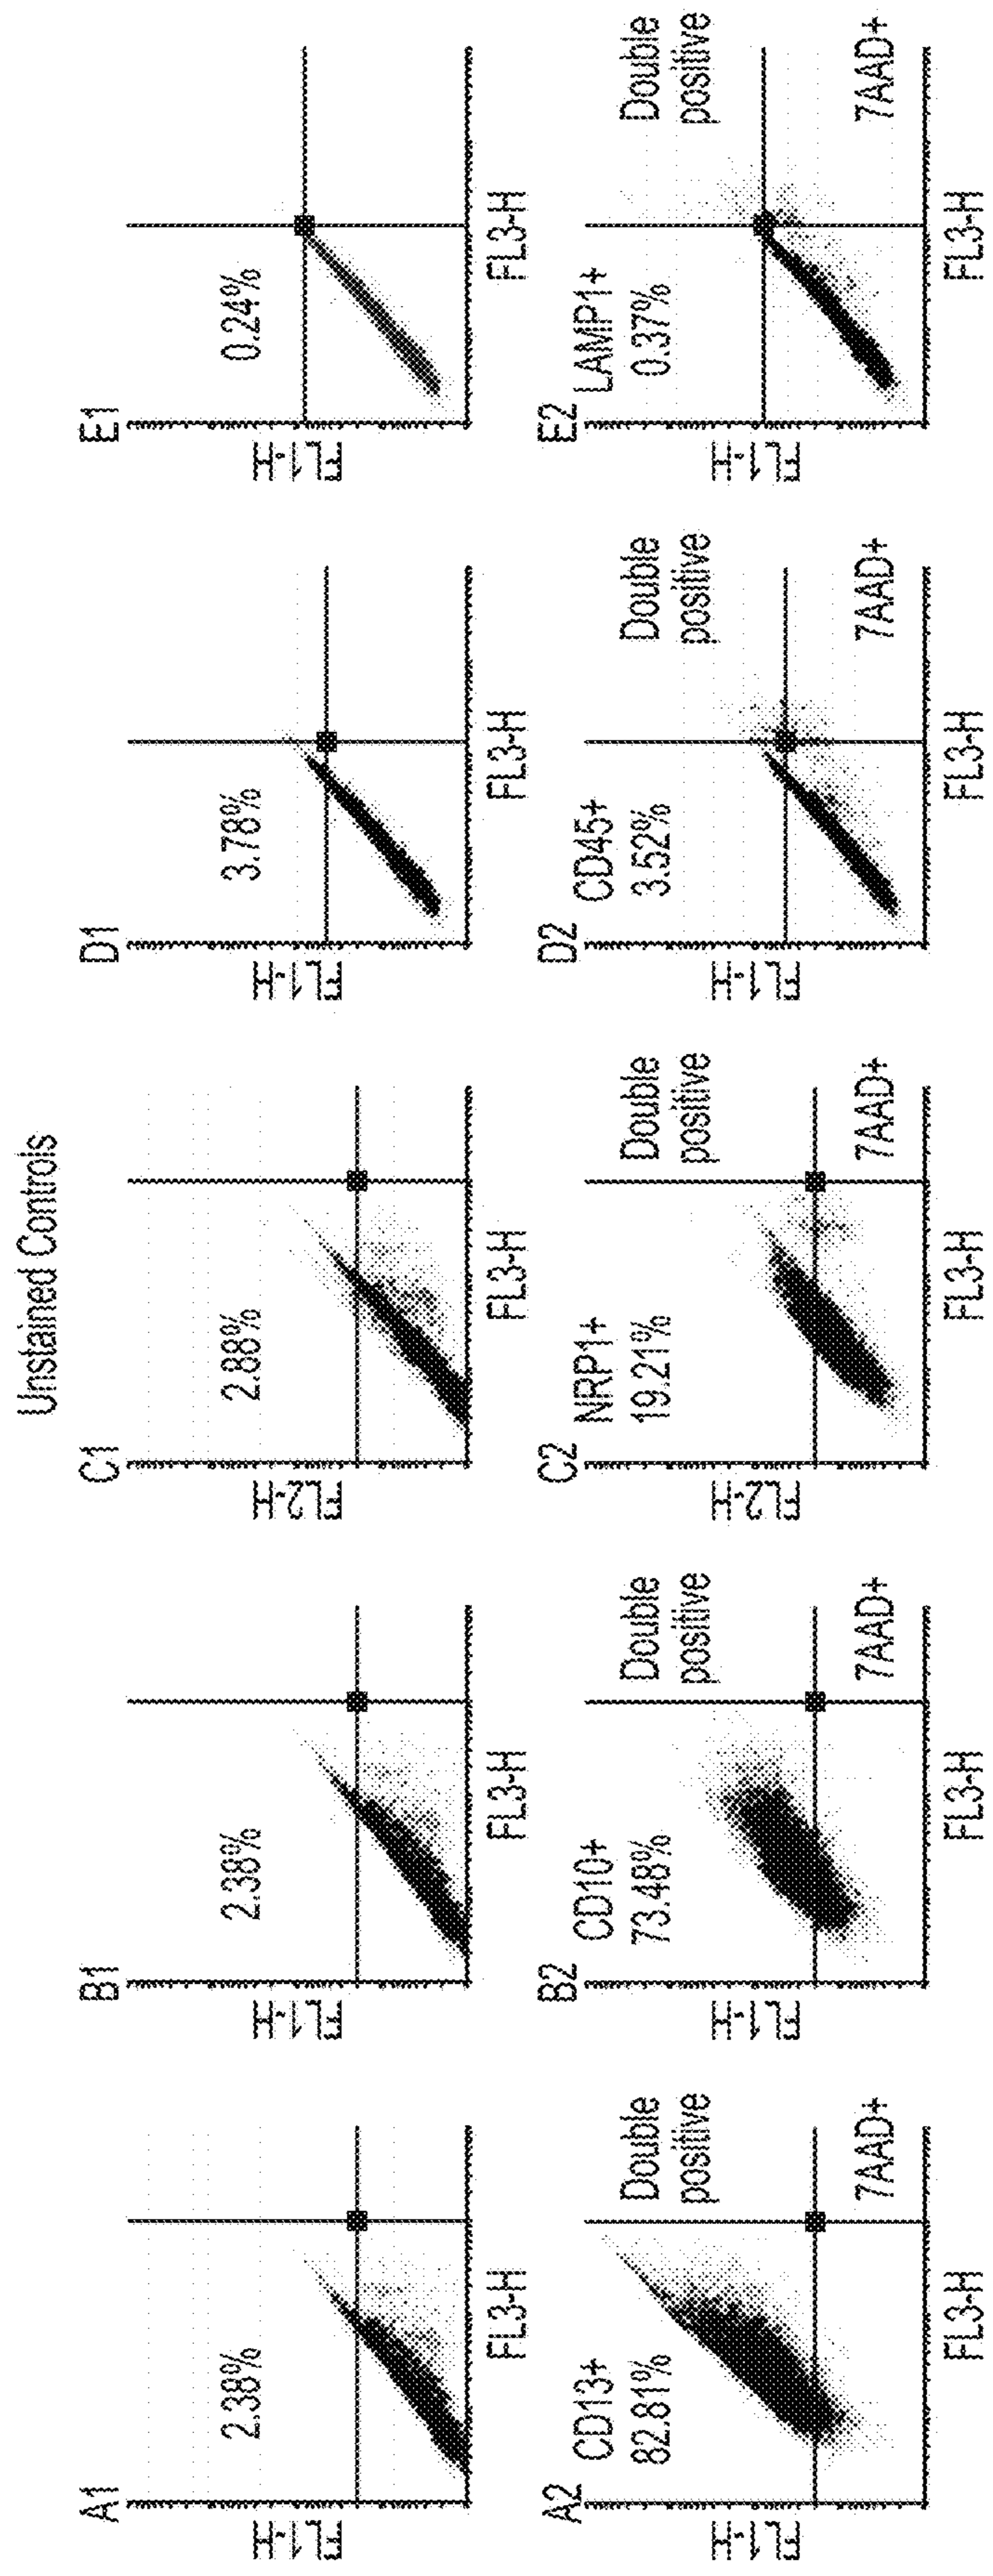 Unstained Controls
A1
2.38%
FL1-H
FL3-H
B1
2.38%
FL1-H
FL3-H
C1
2.88%
FL2-H
FL3-H
D1
3.78%
FL1-H
FL3-H
E1
0.24%
FL1-H
FL3-H
A2
CD13+
82.81%
Double
positive
7AAD+
FL1-H
FL3-H
B2
CD10+
73.48%
Double
positive
7AAD+
FL1-H
FL3-H
C2
NRP1+
19.21%
Double
positive
7AAD+
FL2-H
FL3-H
D2
CD45+
3.52%
Double
positive
7AAD+
FL1-H
FL3-H
E2
LAMP1+
0.37%
Double
positive
7AAD+
FL1-H
FL3-H